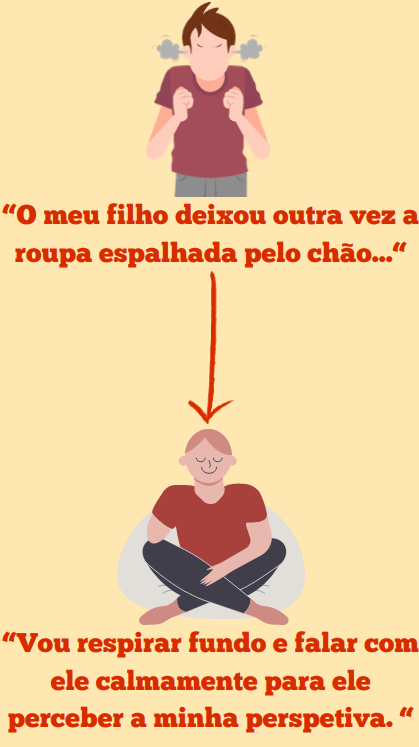 “O meu filho deixou outra vez a
roupa espalhada pelo chão...“
“Vou respirar fundo e falar com
ele calmamente para ele
perceber a minha perspetiva. “